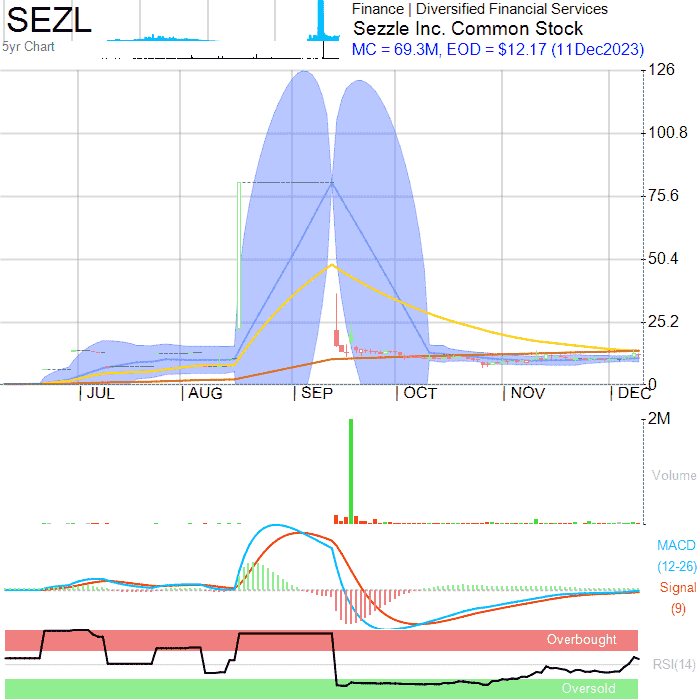 SEZL
5yr Chart
Finance | Diversified Financial Services
Sezzle Inc. Common Stock
MC = 69.3M, EOD = $12.17 (11Dec2023)
126
100.8
75.6
50.4
25.2
0
JUL AUG SEP OCT NOV DEC
2M
Volume
MACD
(12-26)
Signal
(9)
Overbought
RSI(14)
Oversold